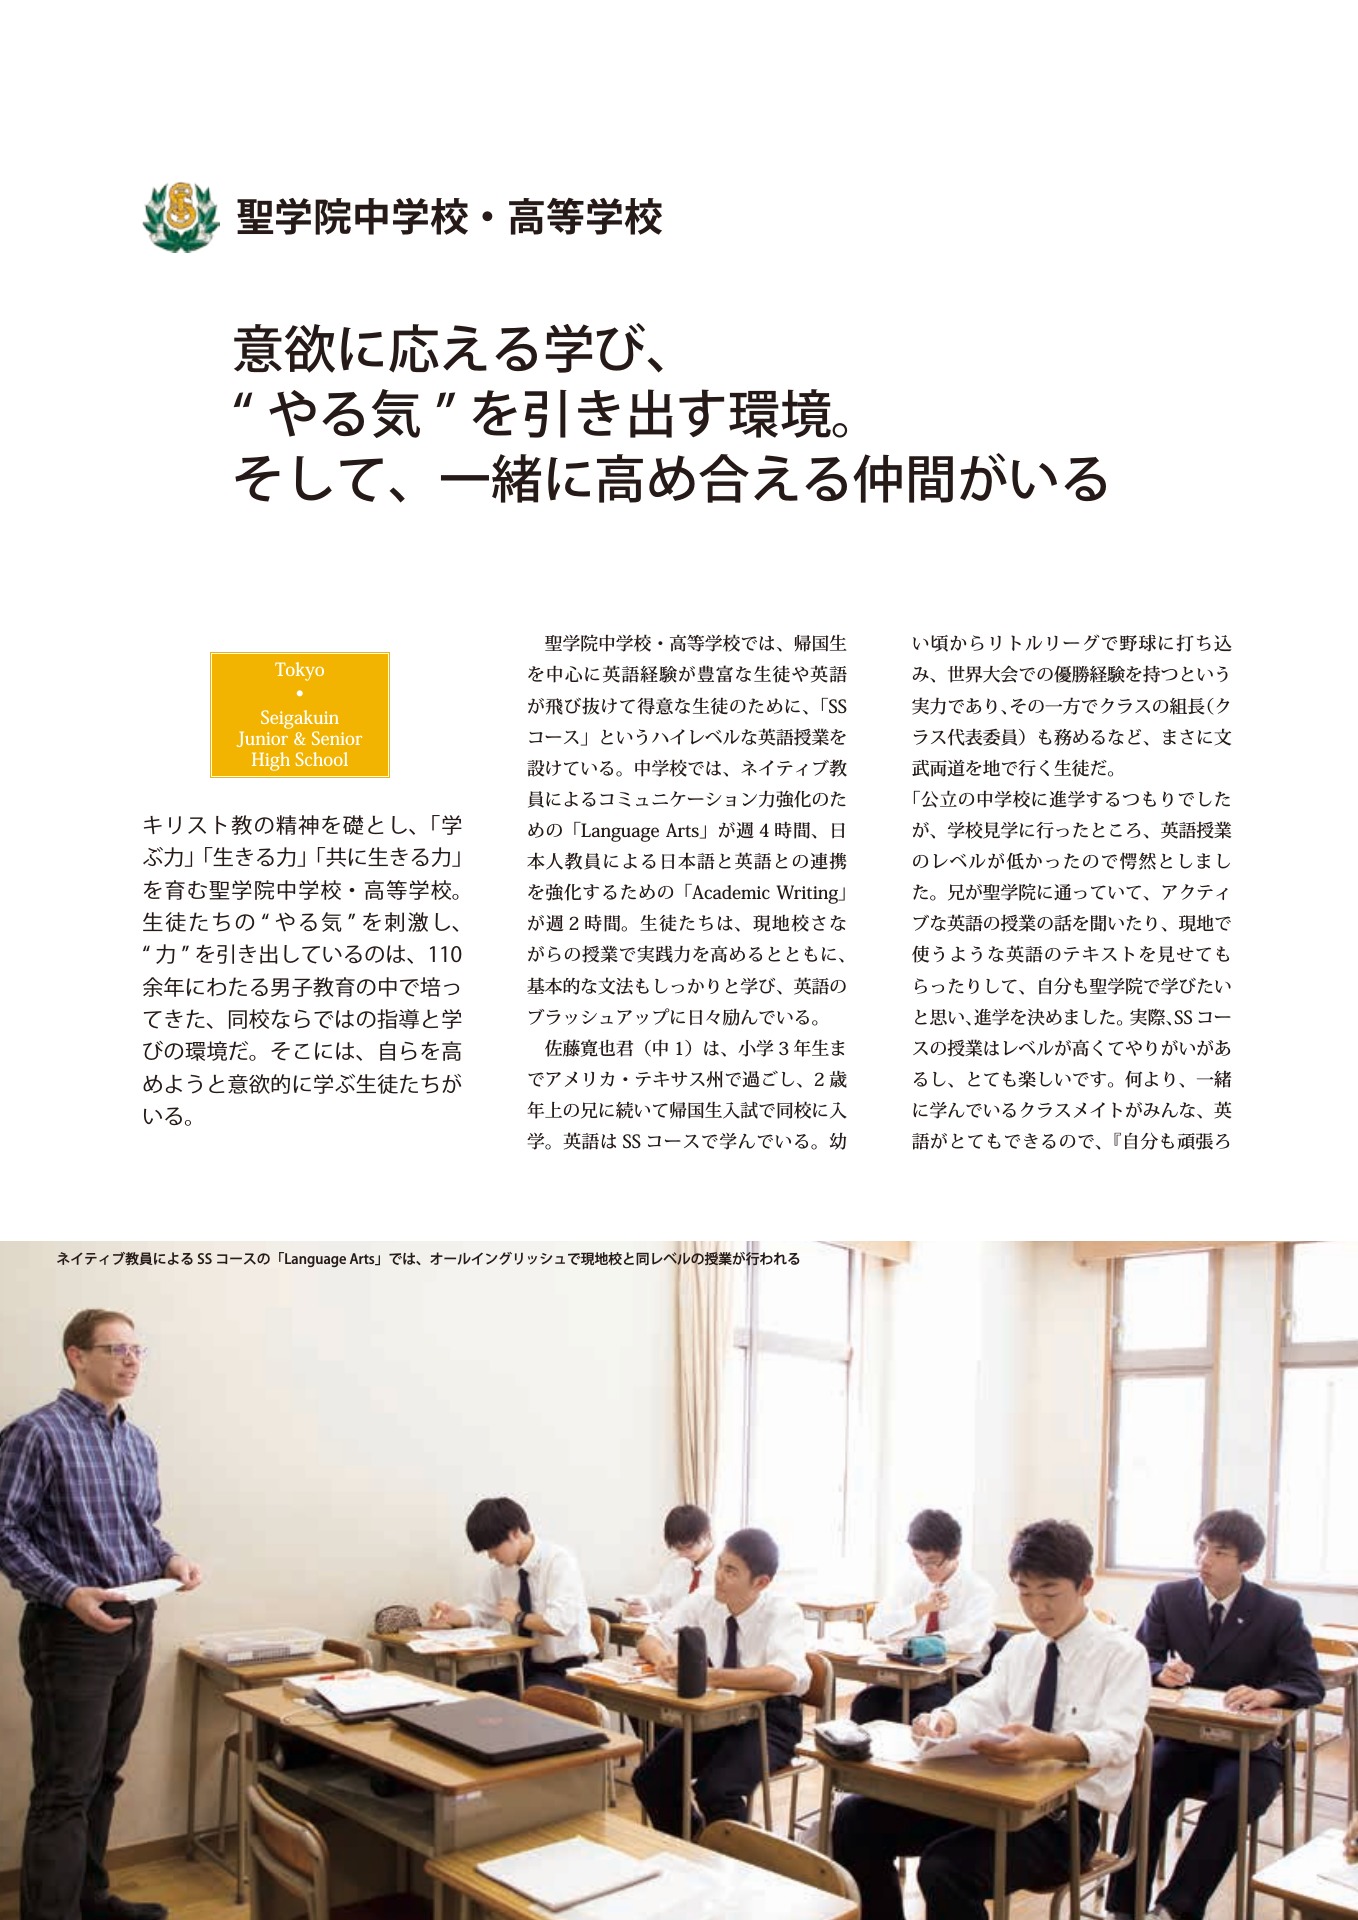 聖学院中学校・高等学校
意欲に応える学び、
“やる気”を引き出す環境。
そして、一緒に高め合える仲間がいる
Tokyo
•
Seigakuin
Junior & Senior
High School
キリスト教の精神を礎とし、「学
ぶ力」「生きる力」「共に生きる力」
を育む聖学院中学校・高等学校。
生徒たちの“やる気”を刺激し、
“力”を引き出しているのは、110
余年にわたる男子教育の中で培っ
てきた、同校ならではの指導と学
びの環境だ。そこには、自らを高
めようと意欲的に学ぶ生徒たちが
いる。
聖学院中学校・高等学校では、帰国生
を中心に英語経験が豊富な生徒や英語
が飛び抜けて得意な生徒のために、「SS
コース」というハイレベルな英語授業を
設けている。中学校では、ネイティブ教
員によるコミュニケーション力強化のた
めの「Language Arts」が週4時間、日
本人教員による日本語と英語との連携
を強化するための「Academic Writing」
が週2時間。生徒たちは、現地校さな
がらの授業で実践力を高めるとともに、
基本的な文法もしっかりと学び、英語の
ブラッシュアップに日々励んでいる。
佐藤寛也君（中1）は、小学3年生ま
でアメリカ・テキサス州で過ごし、2歳
年上の兄に続いて帰国生入試で同校に入
学。英語はSSコースで学んでいる。幼
い頃からリトルリーグで野球に打ち込
み、世界大会での優勝経験を持つという
実力であり、その一方でクラスの組長（ク
ラス代表委員）も務めるなど、まさに文
武両道を地で行く生徒だ。
「公立の中学校に進学するつもりでした
が、学校見学に行ったところ、英語授業
のレベルが低かったので愕然としまし
た。兄が聖学院に通っていて、アクティ
ブな英語の授業の話を聞いたり、現地で
使うような英語のテキストを見せても
らったりして、自分も聖学院で学びたい
と思い、進学を決めました。実際、SSコー
スの授業はレベルが高くてやりがいがあ
るし、とても楽しいです。何より、一緒
に学んでいるクラスメイトがみんな、英
語がとてもできるので、『自分も頑張ろ
ネイティブ教員によるSSコースの「Language Arts」では、オールイングリッシュで現地校と同レベルの授業が行われる